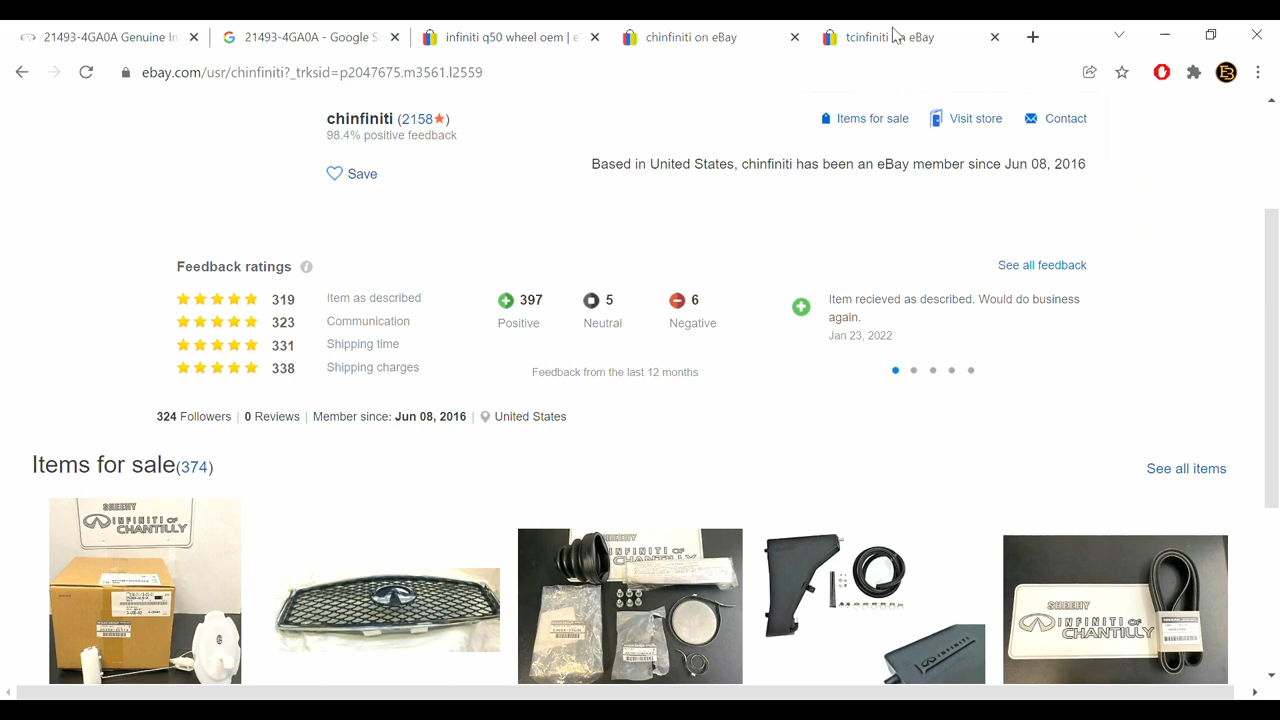 21493-4GA0A Genuine In
21493-4GA0A - Google S
infiniti q50 wheel oem | e
chinfiniti on eBay
tcinfiniti on eBay
ebay.com/usr/chinfiniti?_trksid=p2047675.m3561.l2559
chinfiniti (2158★)
98.4% positive feedback
Items for sale
Visit store
Contact
Save
Based in United States, chinfiniti has been an eBay member since Jun 08, 2016
Feedback ratings
See all feedback
319 Item as described
323 Communication
331 Shipping time
338 Shipping charges
397 Positive
5 Neutral
6 Negative
Feedback from the last 12 months
Item recieved as described. Would do business
again.
Jan 23, 2022
324 Followers | 0 Reviews | Member since: Jun 08, 2016 | United States
Items for sale(374)
See all items
SHEEHY
INFINITI OF
CHANTILLY
SHEEHY
INFINITI OF
CHANTILLY
INFINITI
SHEEHY
INFINITI OF
CHANTILLY